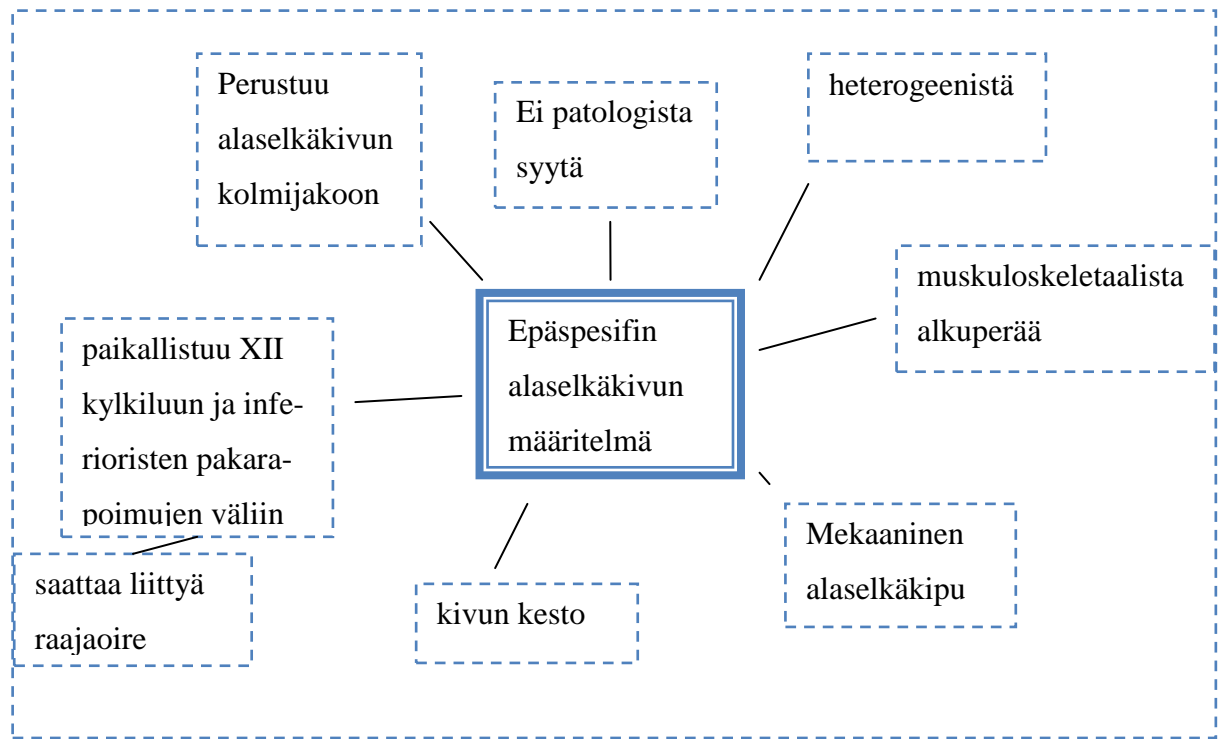 Perustuu
alaselkäkivun
kolmijakoon
Ei patologista
syytä
heterogeenistä
muskuloskeletaalista
alkuperää
Epäspesifin
alaselkäkivun
määritelmä
paikallistuu XII
kylkiluun ja infe-
rioristen pakara-
poimujen väliin
saattaa liittyä
raajaoire
kivun kesto
Mekaaninen
alaselkäkipu